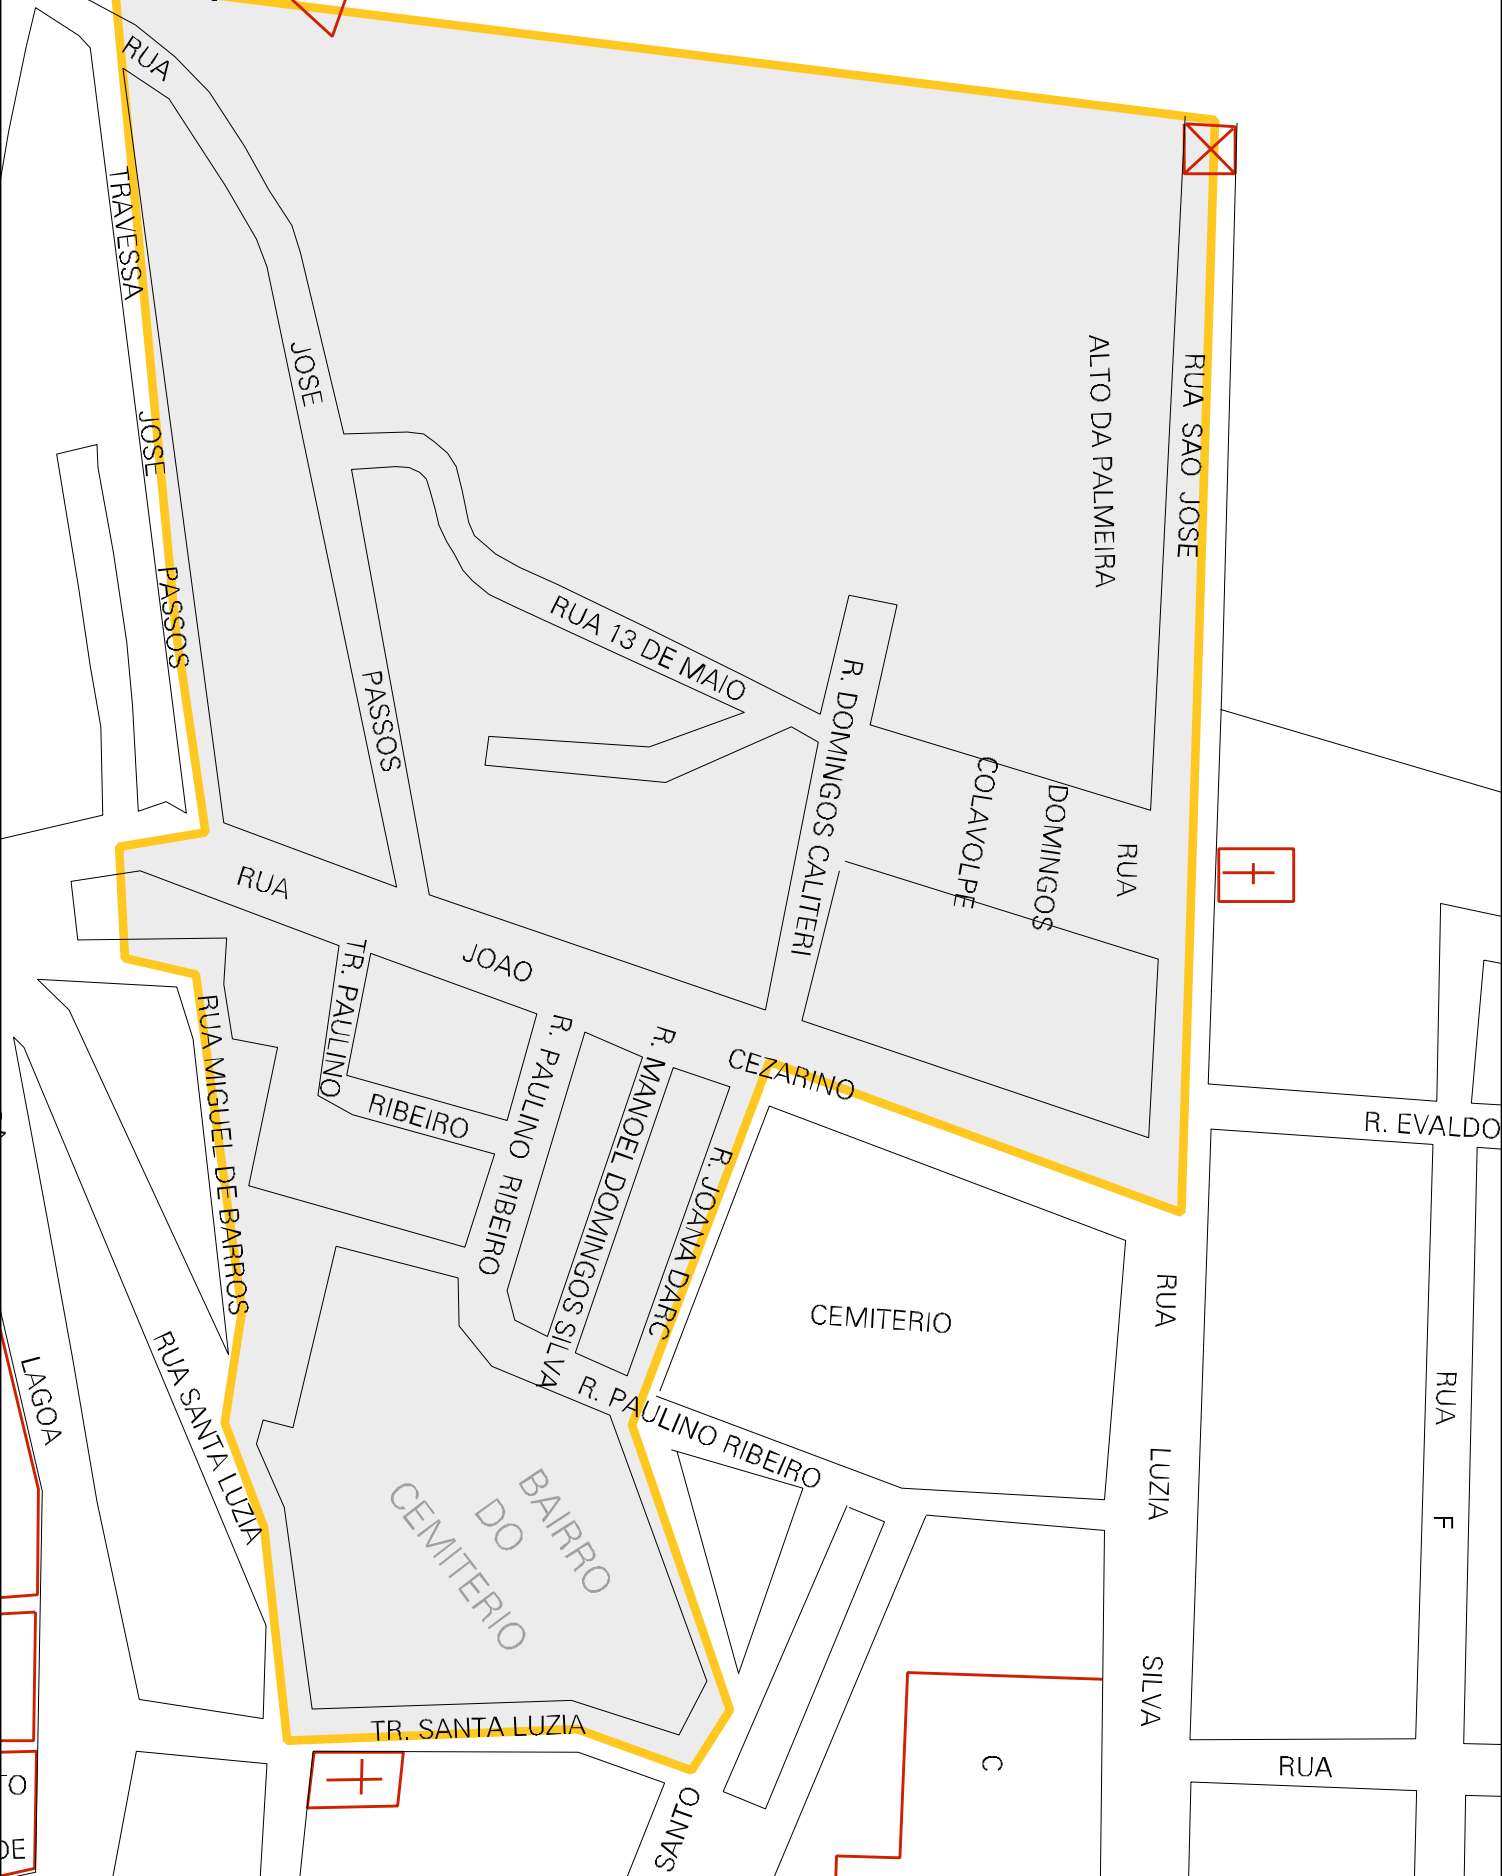 RUA
TRAVESSA
JOSE
PASSOS
JOSE
PASSOS
RUA 13 DE MAIO
ALTO DA PALMEIRA
RUA SAO JOSE
R. DOMINGOS CALITERI
COLAVOLPE
DOMINGOS
RUA
RUA
JOAO
CEZARINO
TR. PAULINO
RIBEIRO
R. PAULINO RIBEIRO
R. MANOEL DOMINGOS SILVA
R. JOANA DARC
RUA MIGUEL DE BARROS
R. EVALDO
CEMITERIO
RUA
LUZIA
SILVA
RUA
F
LAGOA
RUA SANTA LUZIA
R. PAULINO RIBEIRO
BAIRRO
DO
CEMITERIO
TR. SANTA LUZIA
SANTO
C
RUA
TO
DE